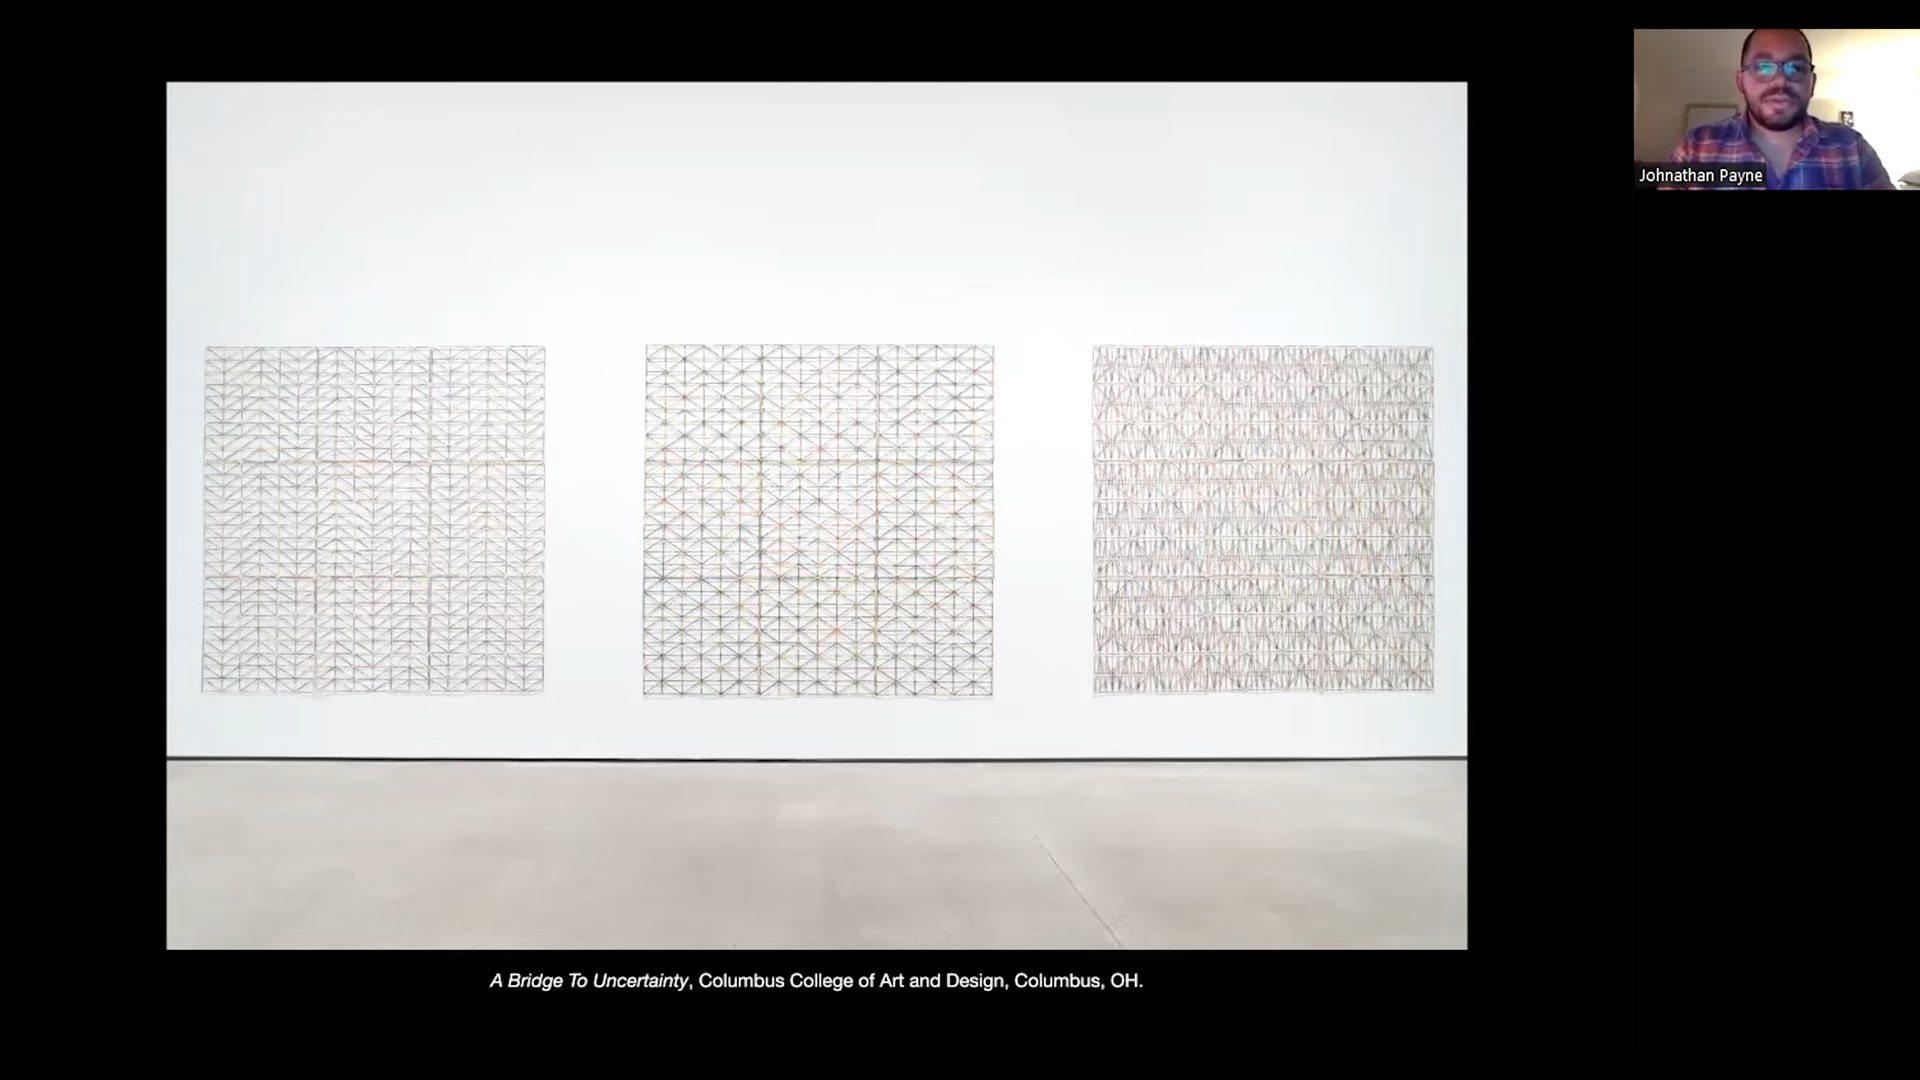 Johnathan Payne
A Bridge To Uncertainty, Columbus College of Art and Design, Columbus, OH.